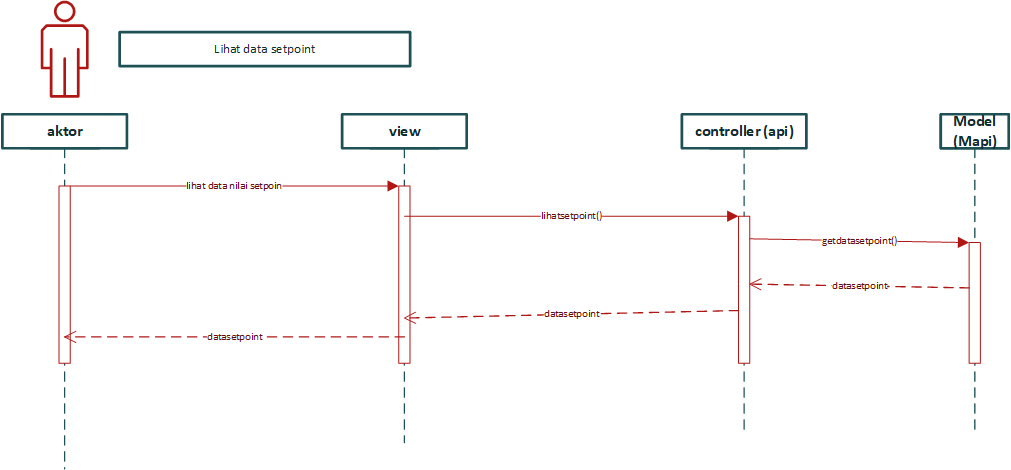 Lihat data setpoint
aktor
view
controller (api)
Model
(Mapi)
lihat data nilai setpoin
lihatsetpoint()
getdatasetpoint()
datasetpoint
datasetpoint
datasetpoint